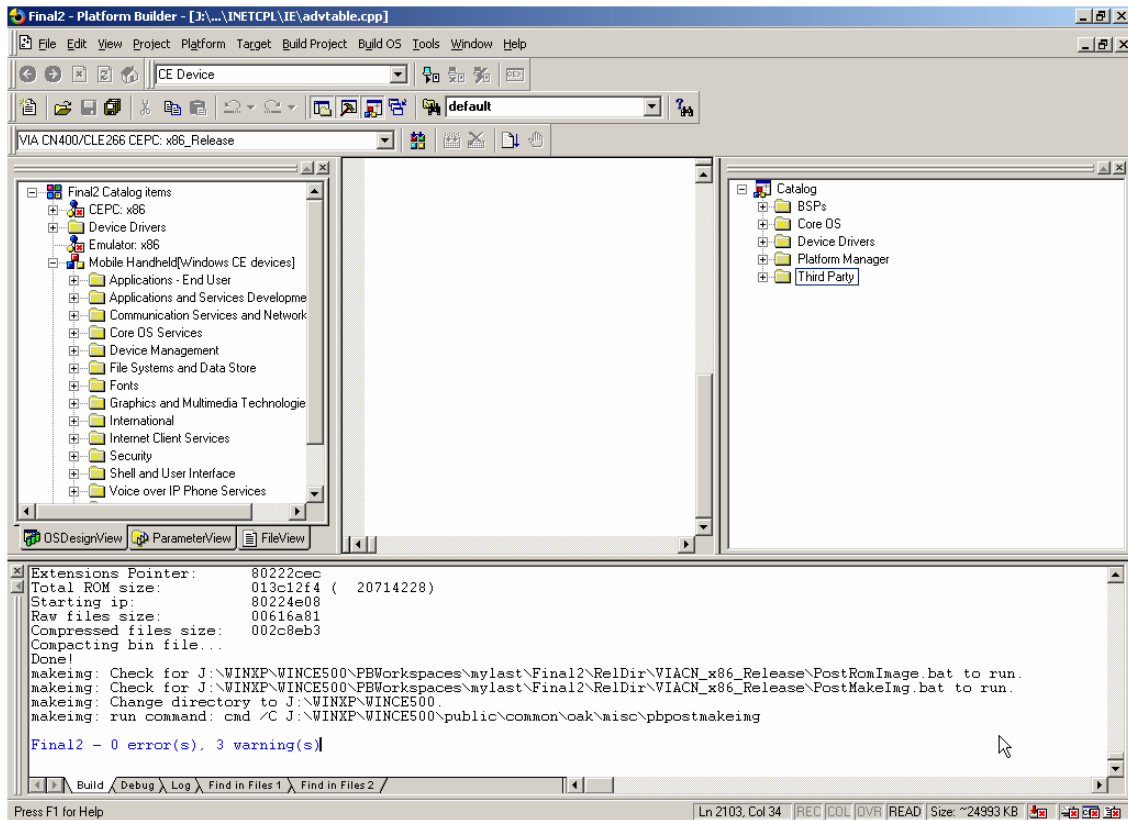 Final2 - Platform Builder - [J:\...\INETCPL\IE\advtable.cpp]
File Edit View Project Platform Target Build Project Build OS Tools Window Help
CE Device
default
VIA CN400/CLE266 CEPC: x86_Release
Final2 Catalog items
CEPC: x86
Device Drivers
Emulator: x86
Mobile Handheld[Windows CE devices]
Applications - End User
Applications and Services Developme
Communication Services and Network
Core OS Services
Device Management
File Systems and Data Store
Fonts
Graphics and Multimedia Technologie
International
Internet Client Services
Security
Shell and User Interface
Voice over IP Phone Services
OSDesignView ParameterView FileView
Catalog
BSPs
Core OS
Device Drivers
Platform Manager
Third Party
Extensions Pointer: 80222cec
Total ROM size: 013c12f4 ( 20714228)
Starting ip: 80224e08
Raw files size: 00616a81
Compressed files size: 002c8eb3
Compacting bin file...
Done!
makeimg: Check for J:\WINXP\WINCE500\PBWorkspaces\mylast\Final2\RelDir\VIACN_x86_Release\PostRomImage.bat to run.
makeimg: Check for J:\WINXP\WINCE500\PBWorkspaces\mylast\Final2\RelDir\VIACN_x86_Release\PostMakeImg.bat to run.
makeimg: Change directory to J:\WINXP\WINCE500.
makeimg: run command: cmd /C J:\WINXP\WINCE500\public\common\oak\misc\pbpostmakeimg
Final2 - 0 error(s), 3 warning(s)
Build Debug Log Find in Files 1 Find in Files 2
Press F1 for Help Ln 2103, Col 34 REC COL OVR READ Size: ~24993 KB